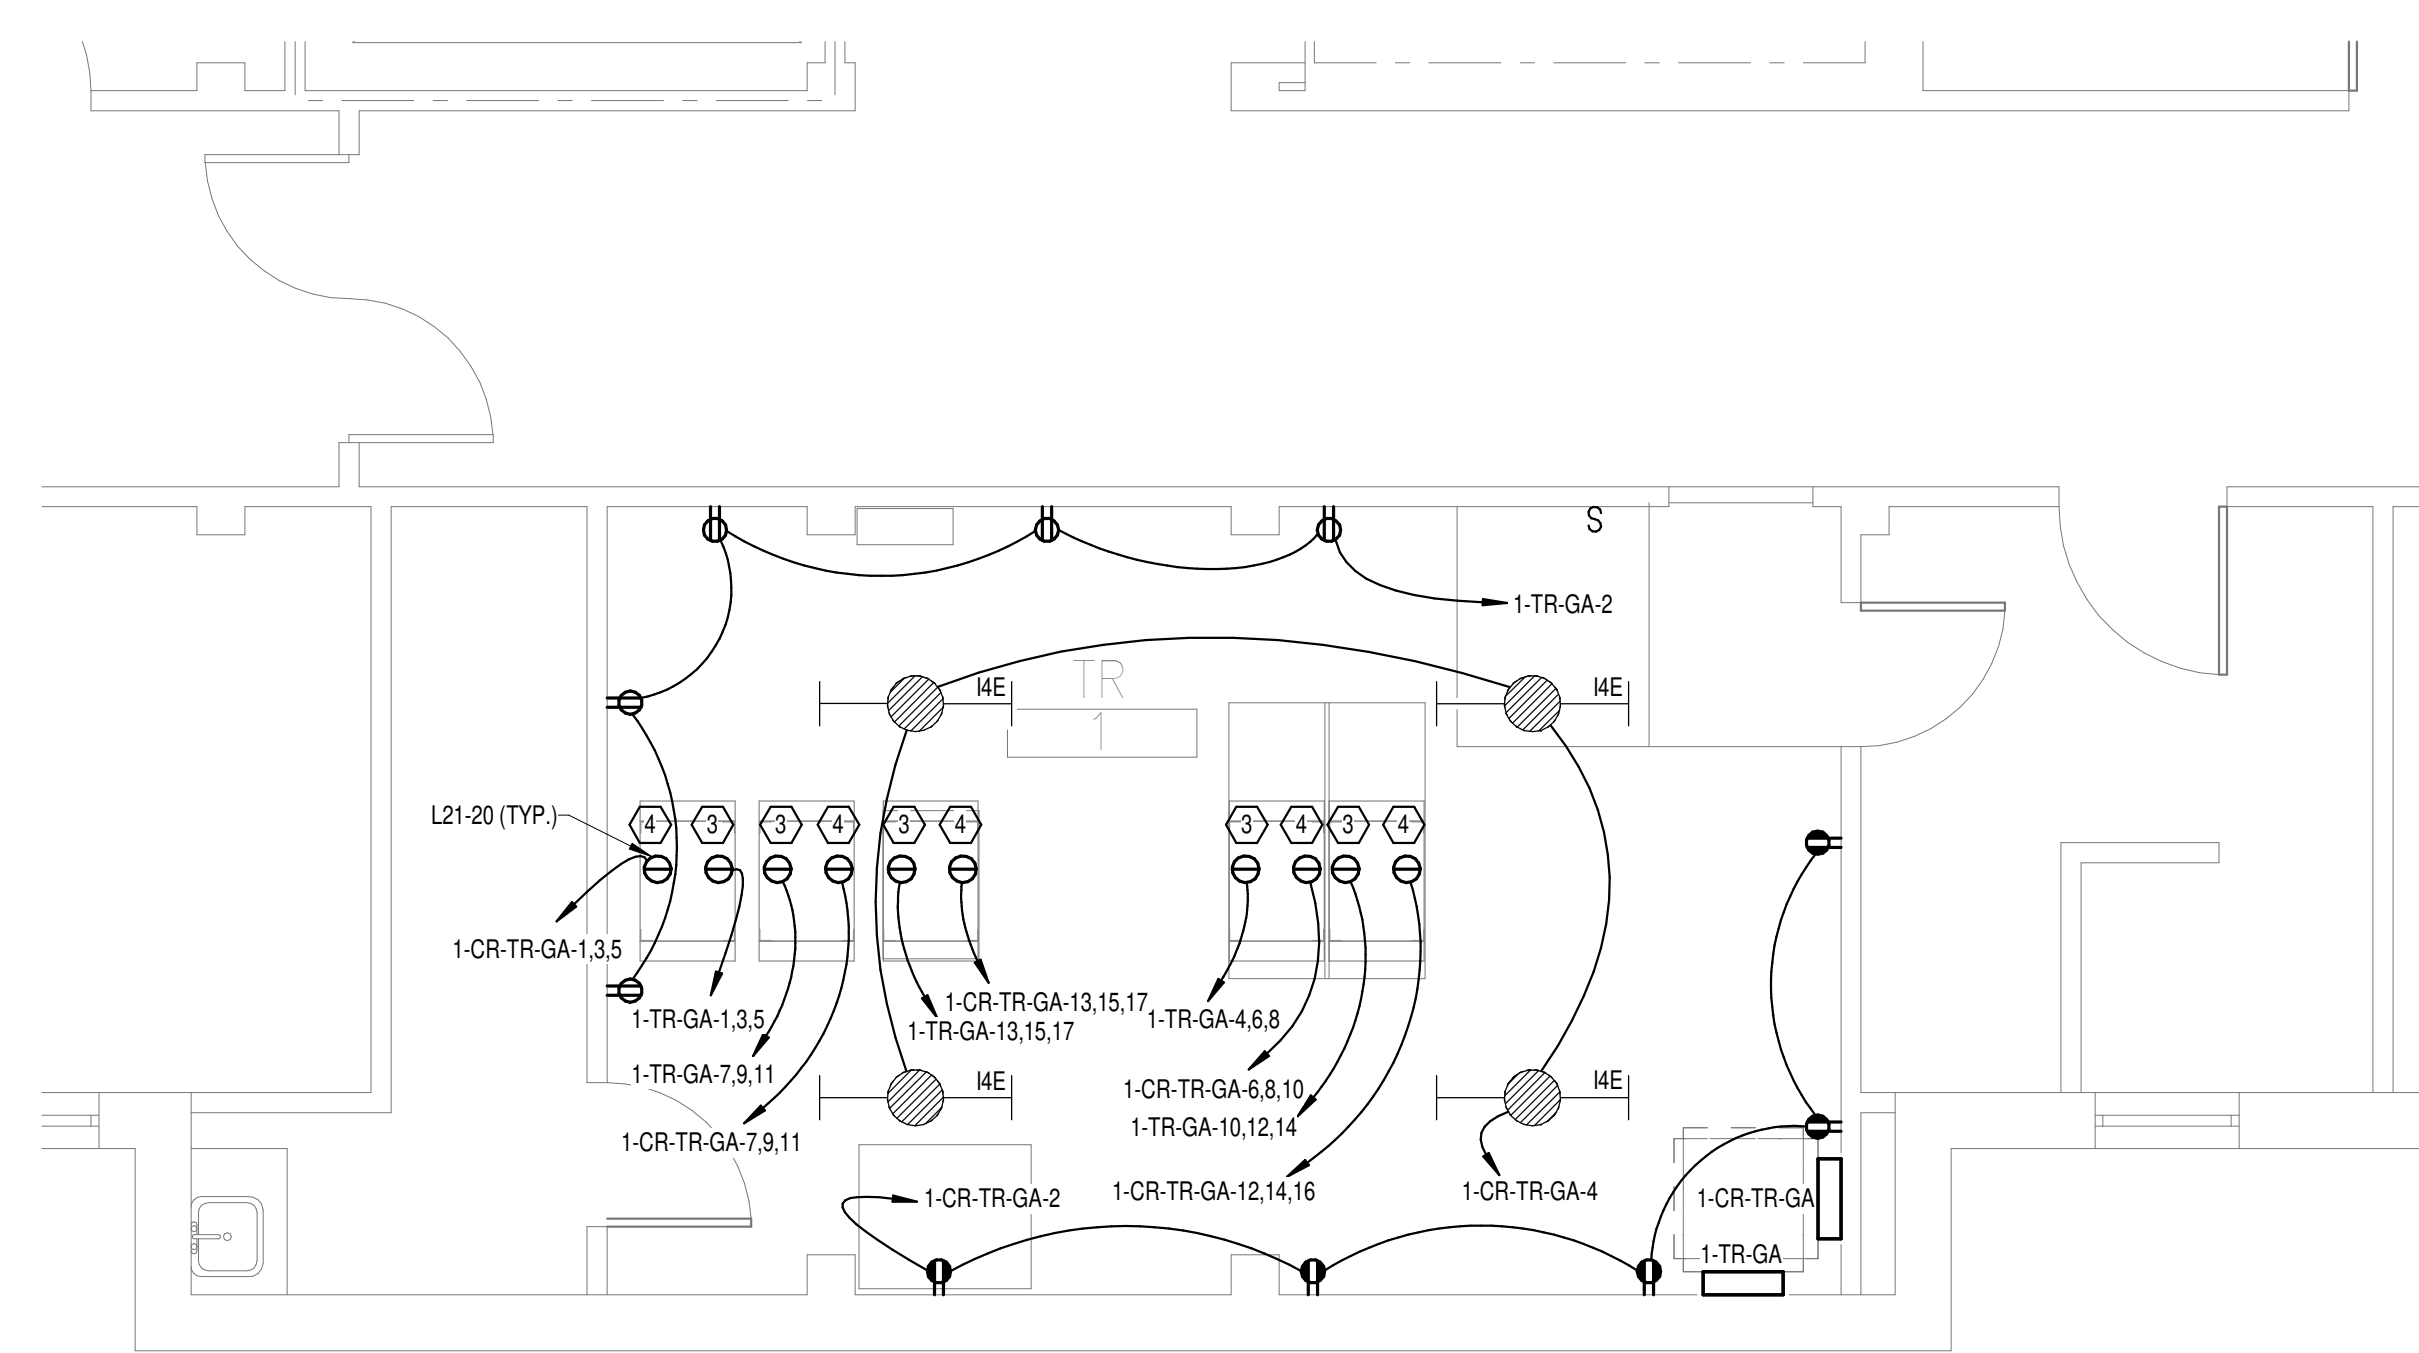 S
1-TR-GA-2
TR
1
I4E
I4E
L21-20 (TYP.)
4
3
3
4
3
4
3
4
3
4
1-CR-TR-GA-1,3,5
1-TR-GA-1,3,5
1-CR-TR-GA-13,15,17
1-TR-GA-13,15,17
1-TR-GA-4,6,8
1-TR-GA-7,9,11
1-CR-TR-GA-6,8,10
I4E
I4E
1-TR-GA-10,12,14
1-CR-TR-GA-7,9,11
1-CR-TR-GA-2
1-CR-TR-GA-12,14,16
1-CR-TR-GA-4
1-CR-TR-GA
1-TR-GA